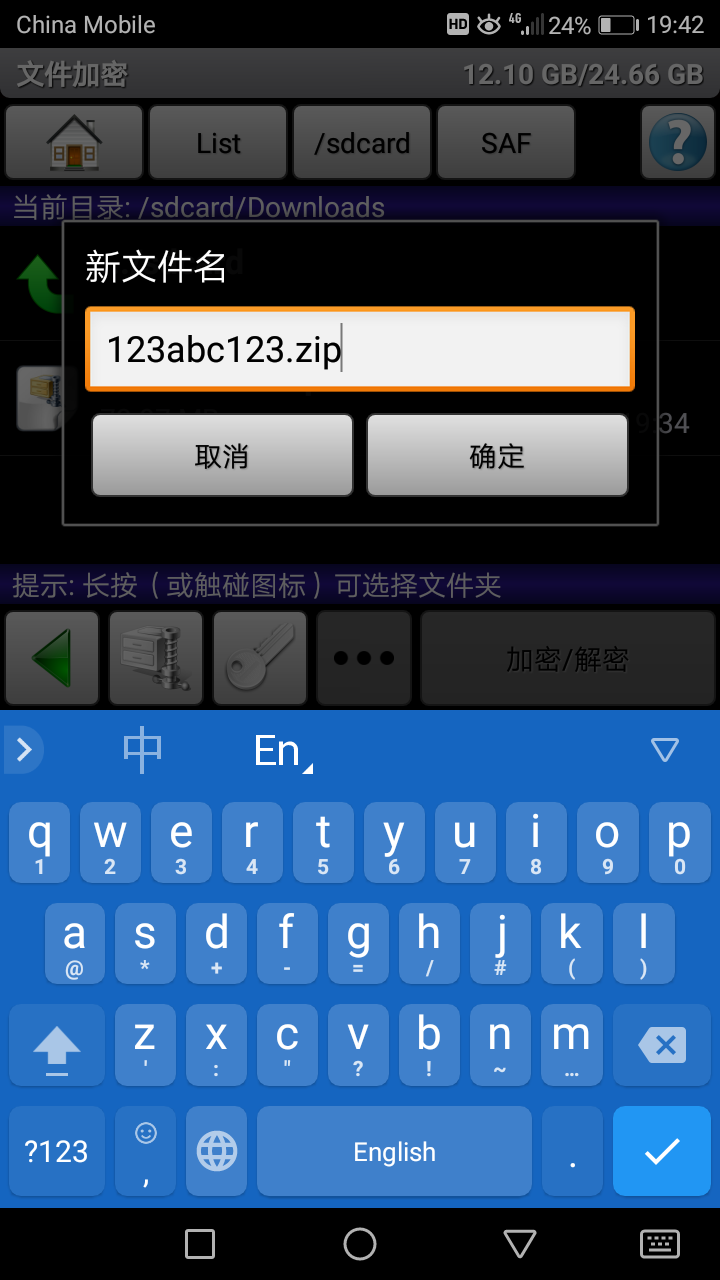 China Mobile HD 4G 24% 19:42
文件加密 12.10 GB/24.66 GB
List /sdcard SAF ?
当前目录: /sdcard/Downloads
新文件名
123abc123.zip
9:34
取消 确定
提示: 长按（或触碰图标）可选择文件夹
加密/解密
中 En
q w e r t y u i o p
1 2 3 4 5 6 7 8 9 0
a s d f g h j k l
@ * + - = / # ( )
z x c v b n m
' : " ? ! ~ …
?123 , English .